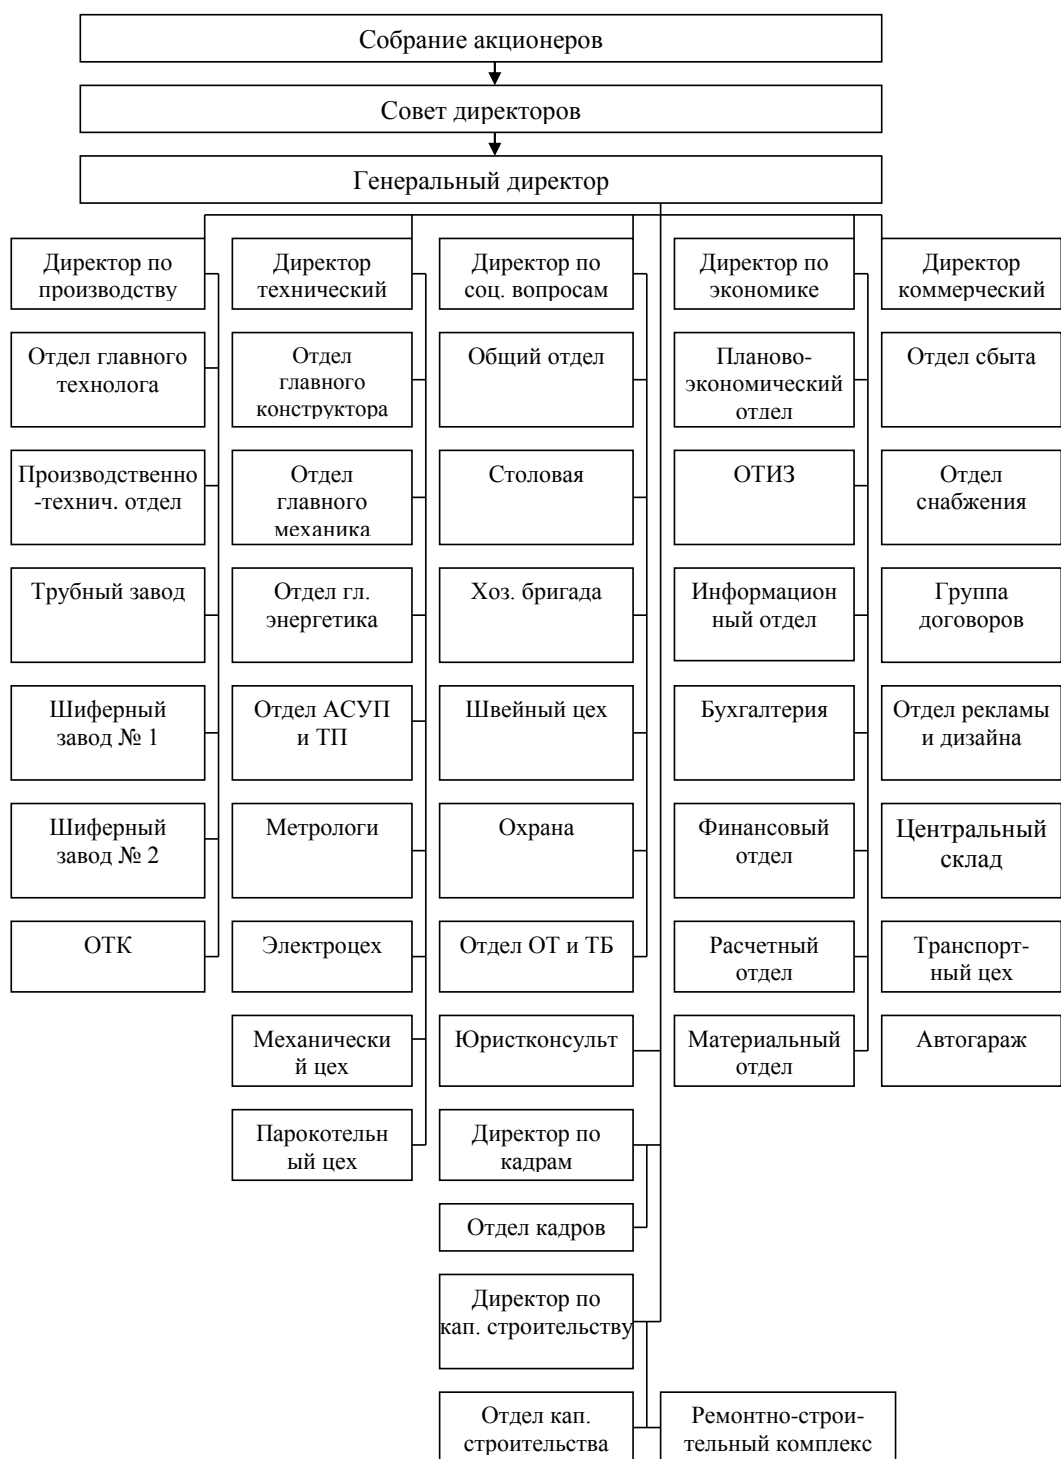 Собрание акционеров
Совет директоров
Генеральный директор
Директор по
производству
Директор
технический
Директор по
соц. вопросам
Директор по
экономике
Директор
коммерческий
Отдел главного
технолога
Отдел
главного
конструктора
Общий отдел
Планово-
экономический
отдел
Отдел сбыта
Производственно
-технич. отдел
Отдел
главного
механика
Столовая
ОТИЗ
Отдел
снабжения
Трубный завод
Отдел гл.
энергетика
Хоз. бригада
Информацион
ный отдел
Группа
договоров
Шиферный
завод № 1
Отдел АСУП
и ТП
Швейный цех
Бухгалтерия
Отдел рекламы
и дизайна
Шиферный
завод № 2
Метрологи
Охрана
Финансовый
отдел
Центральный
склад
ОТК
Электроцех
Отдел ОТ и ТБ
Расчетный
отдел
Транспорт-
ный цех
Механически
й цех
Юристконсульт
Материальный
отдел
Автогараж
Парокотельн
ый цех
Директор по
кадрам
Отдел кадров
Директор по
кап. строительству
Отдел кап.
строительства
Ремонтно-строи-
тельный комплекс